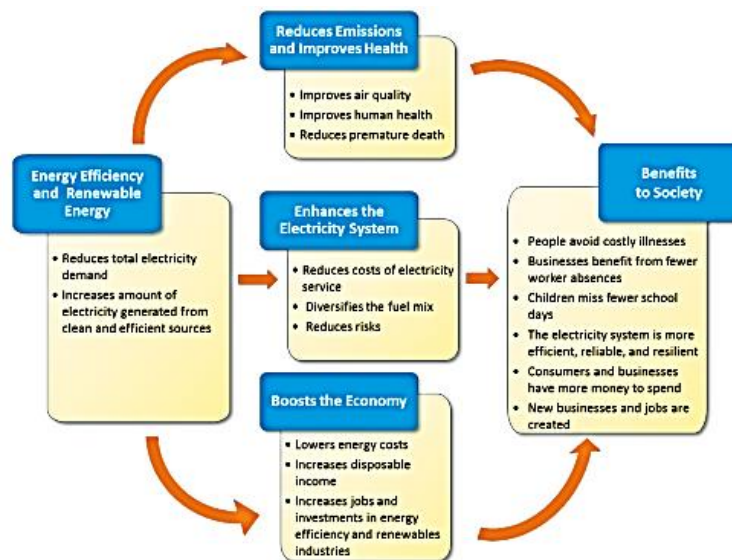 Reduces Emissions
and Improves Health
• Improves air quality
• Improves human health
• Reduces premature death
Energy Efficiency
and Renewable
Energy
• Reduces total electricity
demand
• Increases amount of
electricity generated from
clean and efficient sources
Enhances the
Electricity System
• Reduces costs of electricity
service
• Diversifies the fuel mix
• Reduces risks
Boosts the Economy
• Lowers energy costs
• Increases disposable
income
• Increases jobs and
investments in energy
efficiency and renewables
industries
Benefits
to Society
• People avoid costly illnesses
• Businesses benefit from fewer
worker absences
• Children miss fewer school
days
• The electricity system is more
efficient, reliable, and resilient
• Consumers and businesses
have more money to spend
• New businesses and jobs are
created